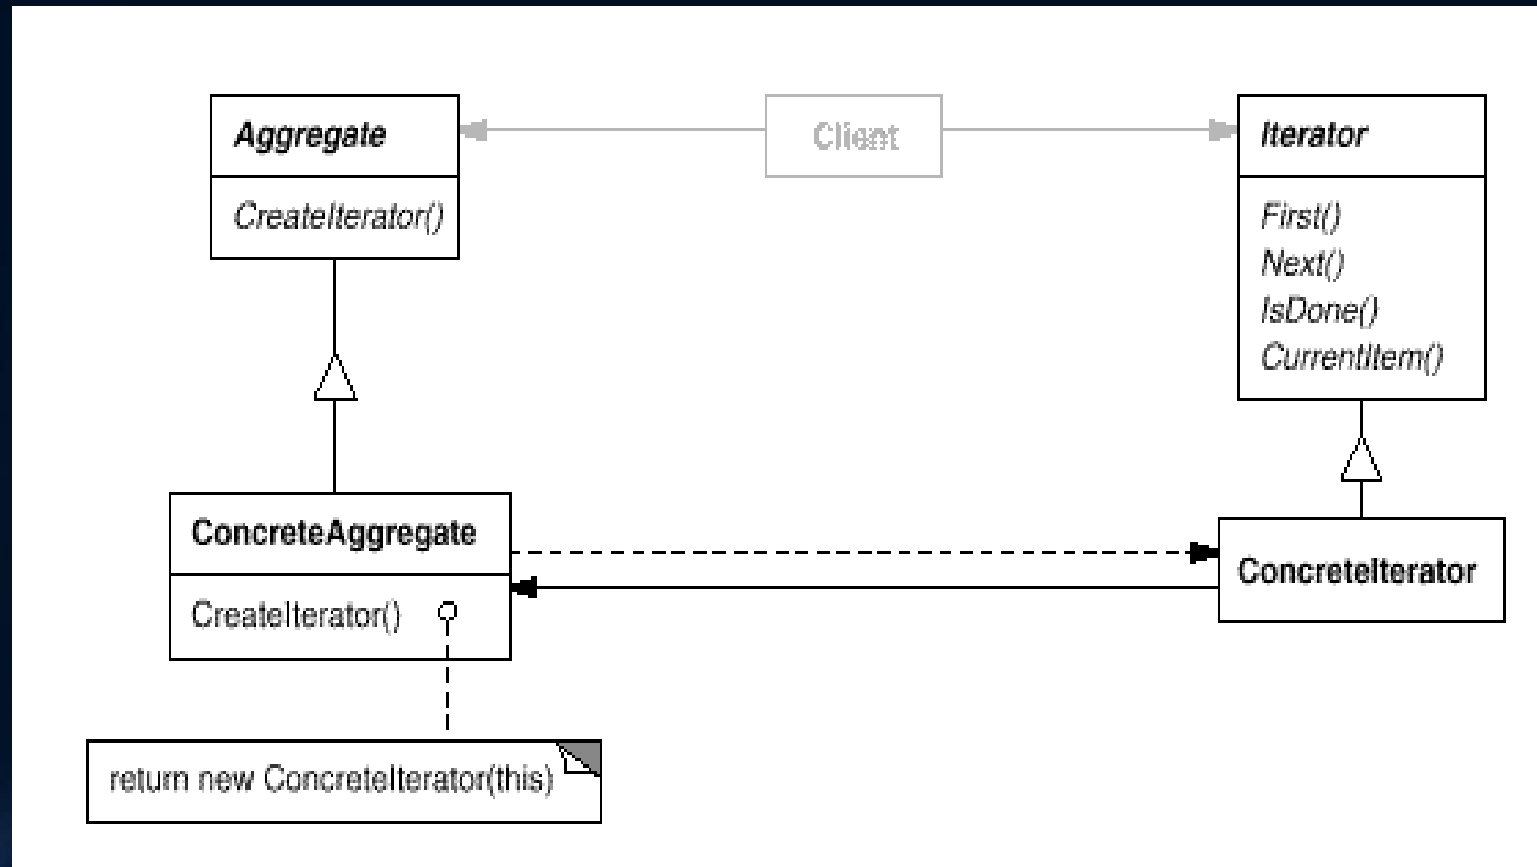 Aggregate
CreateIterator()
Client
Iterator
First()
Next()
IsDone()
CurrentItem()
ConcreteAggregate
CreateIterator()
ConcreteIterator
return new ConcreteIterator(this)